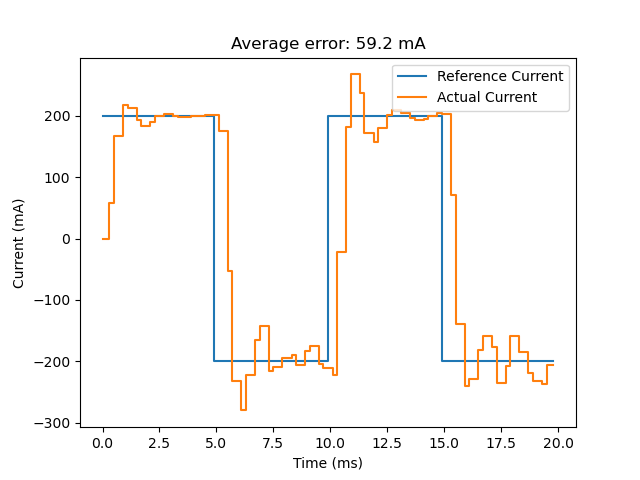 Average error: 59.2 mA
Reference Current
Actual Current
Current (mA)
200
100
0
−100
−200
−300
0.0 2.5 5.0 7.5 10.0 12.5 15.0 17.5 20.0
Time (ms)